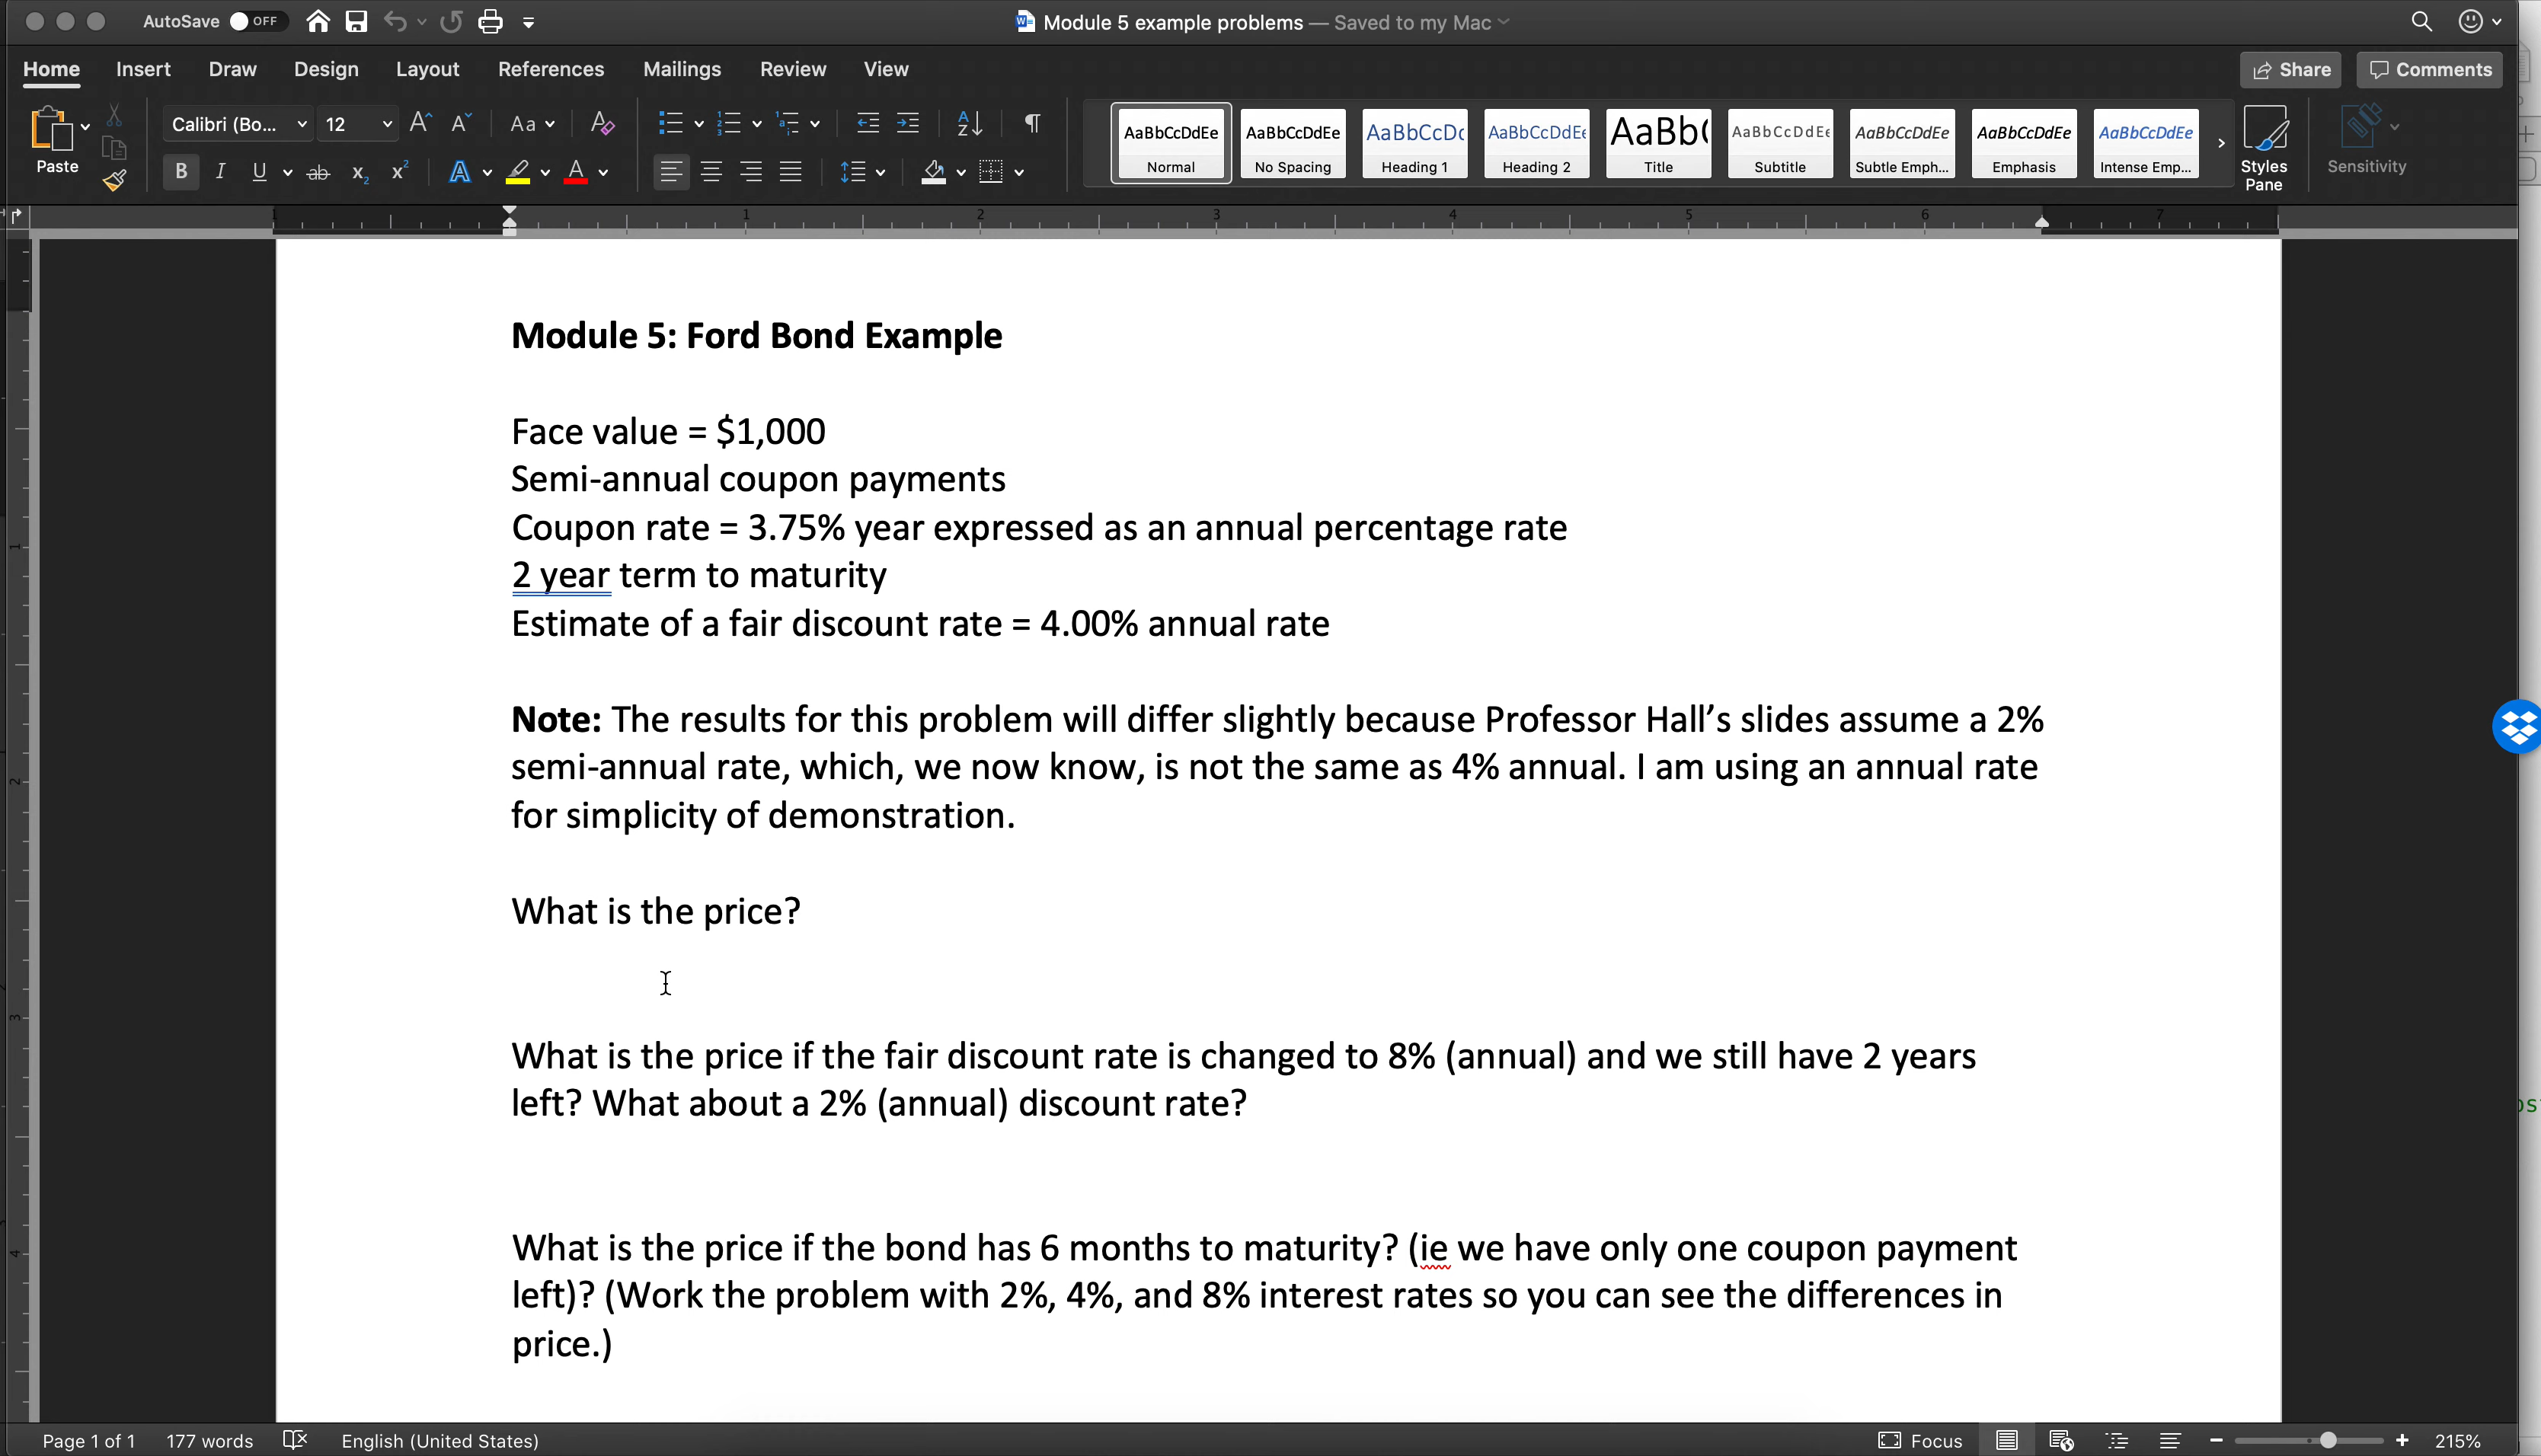 AutoSave OFF
Module 5 example problems — Saved to my Mac
Home Insert Draw Design Layout References Mailings Review View Share Comments
Paste
Calibri (Bo... 12
AaBbCcDdEe Normal
AaBbCcDdEe No Spacing
AaBbCcDc Heading 1
AaBbCcDdEe Heading 2
AaBb( Title
AaBbCcDdEe Subtitle
AaBbCcDdEe Subtle Emph...
AaBbCcDdEe Emphasis
AaBbCcDdEe Intense Emp...
Styles Pane
Sensitivity
1 1 2 3 4 5 6 7
Module 5: Ford Bond Example
Face value = $1,000
Semi-annual coupon payments
Coupon rate = 3.75% year expressed as an annual percentage rate
2 year term to maturity
Estimate of a fair discount rate = 4.00% annual rate
Note: The results for this problem will differ slightly because Professor Hall’s slides assume a 2%
semi-annual rate, which, we now know, is not the same as 4% annual. I am using an annual rate
for simplicity of demonstration.
What is the price?
What is the price if the fair discount rate is changed to 8% (annual) and we still have 2 years
left? What about a 2% (annual) discount rate?
What is the price if the bond has 6 months to maturity? (ie we have only one coupon payment
left)? (Work the problem with 2%, 4%, and 8% interest rates so you can see the differences in
price.)
Page 1 of 1 177 words English (United States) Focus 215%